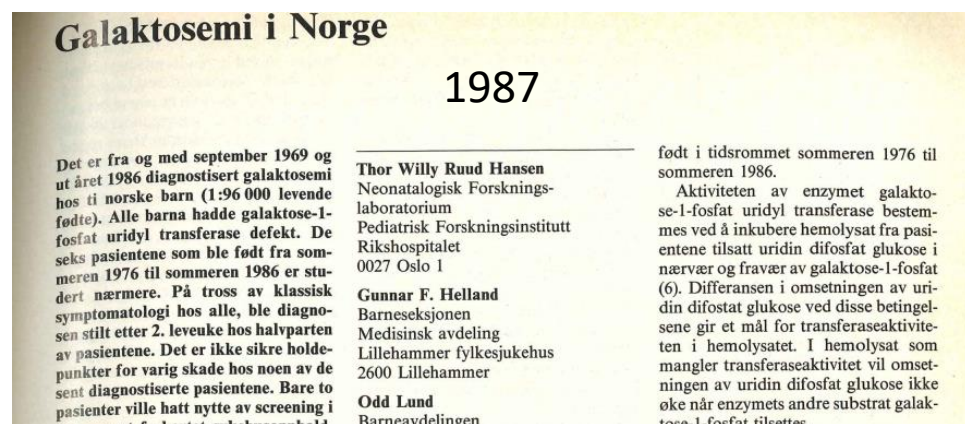 Galaktosemi i Norge
1987
Det er fra og med september 1969 og
ut året 1986 diagnostisert galaktosemi
hos ti norske barn (1:96 000 levende
fødte). Alle barna hadde galaktose-1-
fosfat uridyl transferase defekt. De
seks pasientene som ble født fra som-
meren 1976 til sommeren 1986 er stu-
dert nærmere. På tross av klassisk
symptomatologi hos alle, ble diagno-
sen stilt etter 2. leveuke hos halvparten
av pasientene. Det er ikke sikre holde-
punkter for varig skade hos noen av de
sent diagnostiserte pasientene. Bare to
pasienter ville hatt nytte av screening i
Thor Willy Ruud Hansen
Neonatalogisk Forsknings-
laboratorium
Pediatrisk Forskningsinstitutt
Rikshospitalet
0027 Oslo 1
Gunnar F. Helland
Barneseksjonen
Medisinsk avdeling
Lillehammer fylkesjukehus
2600 Lillehammer
Odd Lund
Barneavdelingen
født i tidsrommet sommeren 1976 til
sommeren 1986.
Aktiviteten av enzymet galakto-
se-1-fosfat uridyl transferase bestem-
mes ved å inkubere hemolysat fra pasi-
entene tilsatt uridin difosfat glukose i
nærvær og fravær av galaktose-1-fosfat
(6). Differansen i omsetningen av uri-
din difostat glukose ved disse betingel-
sene gir et mål for transferaseaktivite-
ten i hemolysatet. I hemolysat som
mangler transferaseaktivitet vil omset-
ningen av uridin difosfat glukose ikke
øke når enzymets andre substrat galak-
tose-1-fosfat tilsettes.